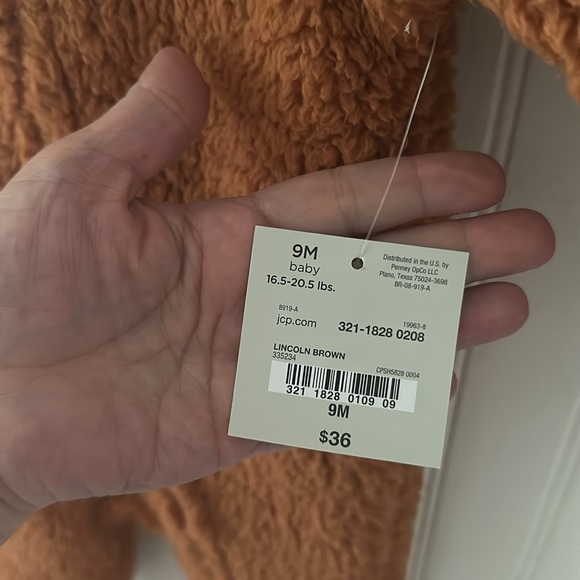 9M
baby
16.5-20.5 lbs.
Distributed in the U.S. by
Penney OpCo LLC
Plano, Texas 75024-3698
BR-08-919-A
8919-A
jcp.com
19963-8
321-1828 0208
LINCOLN BROWN
335234
CPSH5828 0004
321 1828 0109 09
9M
$36